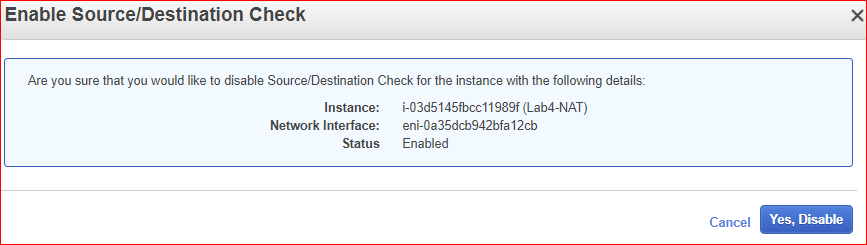 Enable Source/Destination Check
Are you sure that you would like to disable Source/Destination Check for the instance with the following details:
Instance: i-03d5145fbcc11989f (Lab4-NAT)
Network Interface: eni-0a35dcb942bfa12cb
Status Enabled
Cancel Yes, Disable